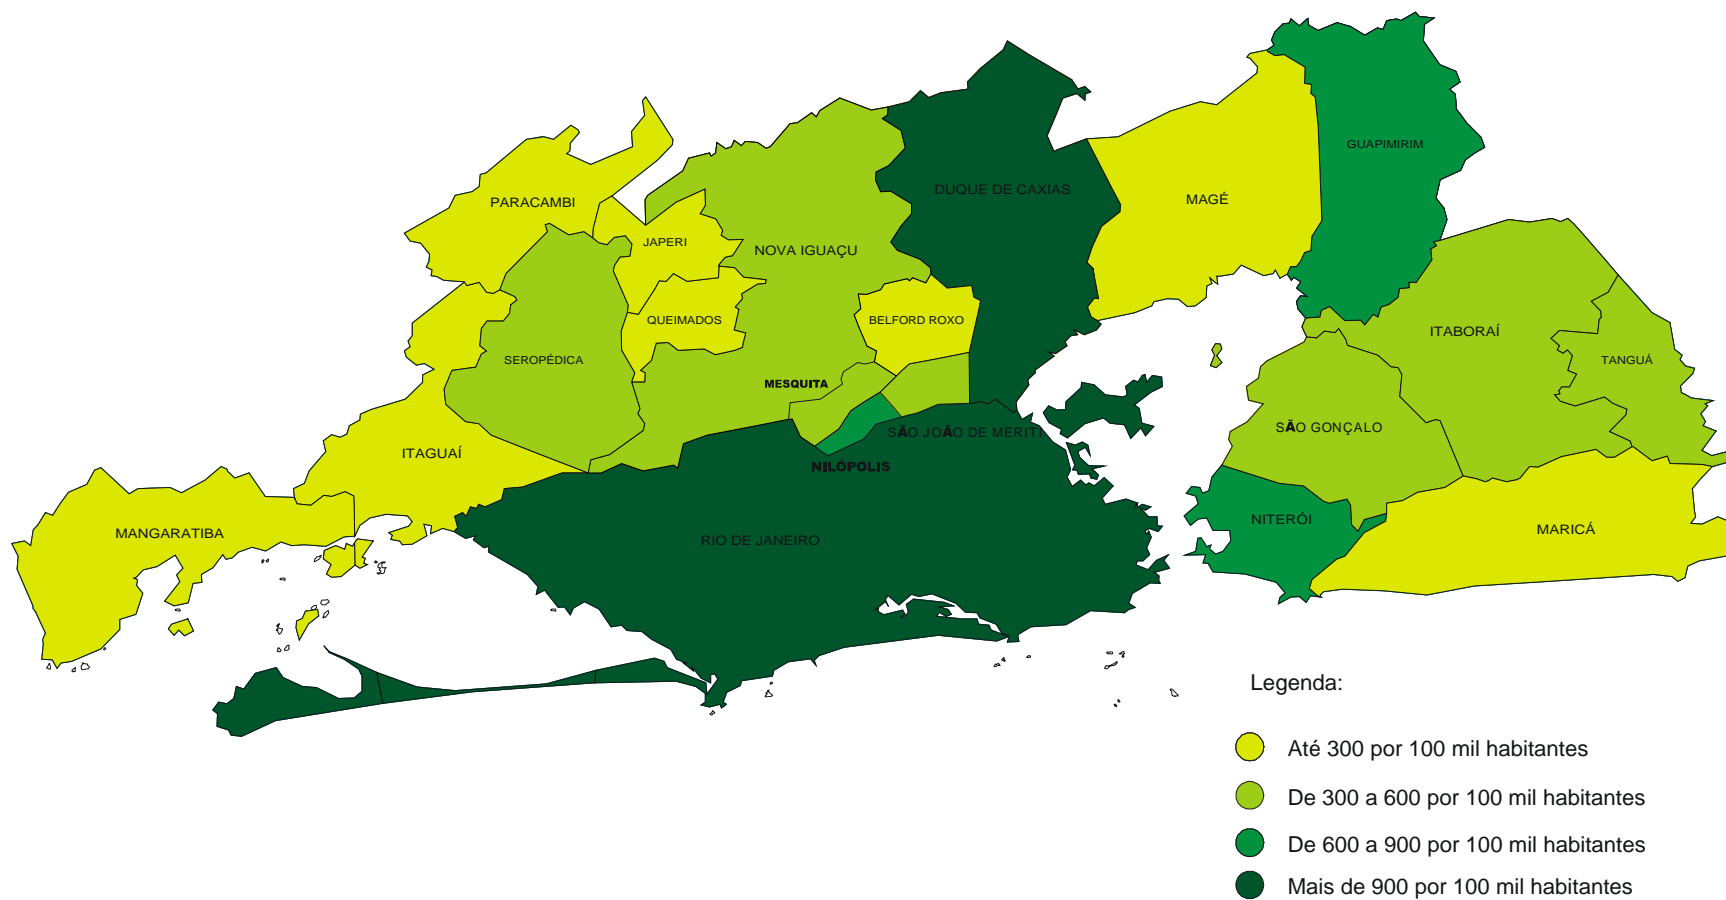 GUAPIMIRIM
DUQUE DE CAXIAS
MAGÉ
PARACAMBI
JAPERI
NOVA IGUAÇU
QUEIMADOS
BELFORD ROXO
ITABORAÍ
SEROPÉDICA
TANGUÁ
MESQUITA
SÃO GONÇALO
SÃO JOÃO DE MERITI
ITAGUAÍ
NILÓPOLIS
NITERÓI
MANGARATIBA
MARICÁ
RIO DE JANEIRO
Legenda:
Até 300 por 100 mil habitantes
De 300 a 600 por 100 mil habitantes
De 600 a 900 por 100 mil habitantes
Mais de 900 por 100 mil habitantes